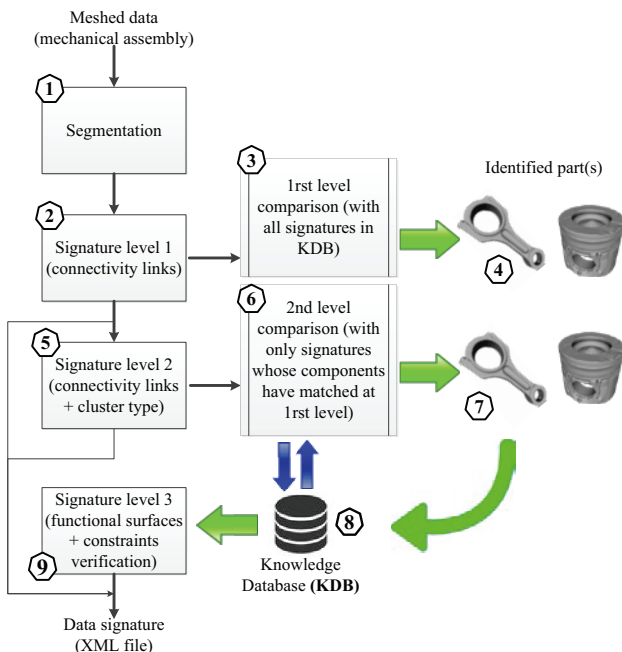 Meshed data
(mechanical assembly)
1
Segmentation
2
Signature level 1
(connectivity links)
3
1rst level
comparison (with
all signatures in
KDB)
Identified part(s)
4
5
Signature level 2
(connectivity links
+ cluster type)
6
2nd level
comparison (with
only signatures
whose components
have matched at
1rst level)
7
8
Knowledge
Database (KDB)
Signature level 3
(functional surfaces
+ constraints
verification)
9
Data signature
(XML file)